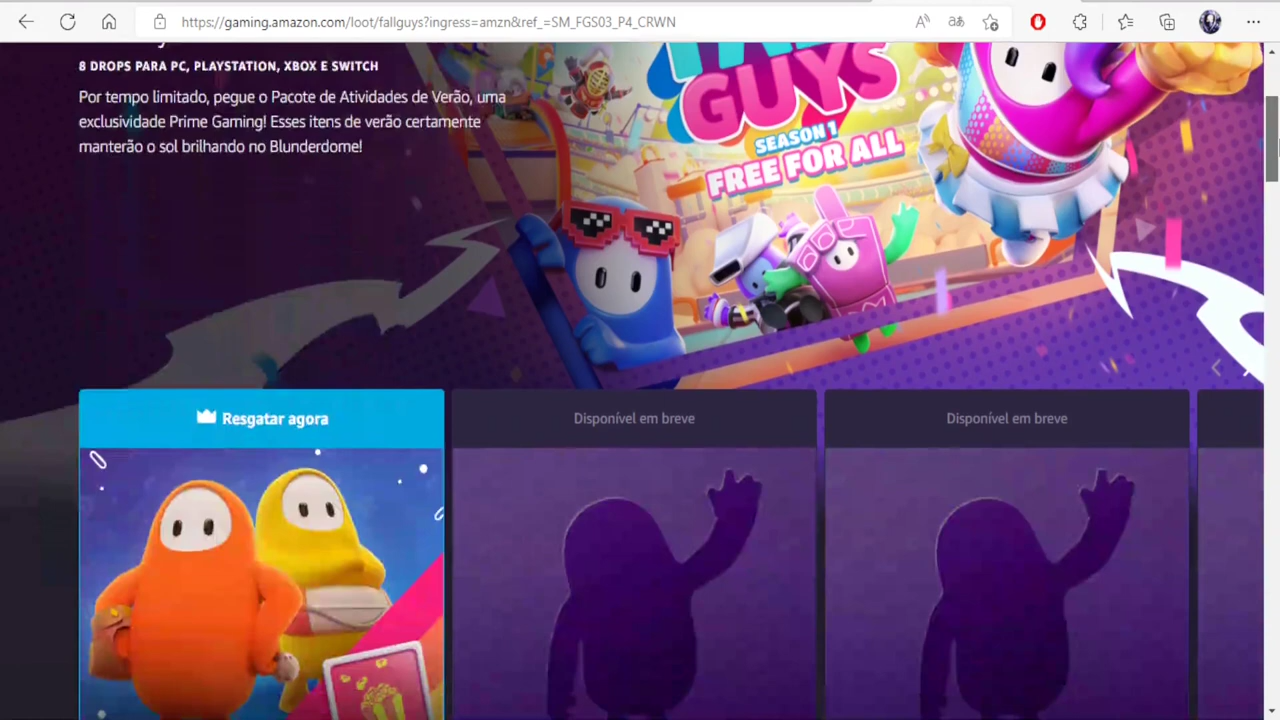 https://gaming.amazon.com/loot/fallguys?ingress=amzn&ref_=SM_FGS03_P4_CRWN
8 DROPS PARA PC, PLAYSTATION, XBOX E SWITCH
Por tempo limitado, pegue o Pacote de Atividades de Verão, uma
exclusividade Prime Gaming! Esses itens de verão certamente
manterão o sol brilhando no Blunderdome!
GUYS
SEASON 1
FREE FOR ALL
Resgatar agora
Disponível em breve
Disponível em breve